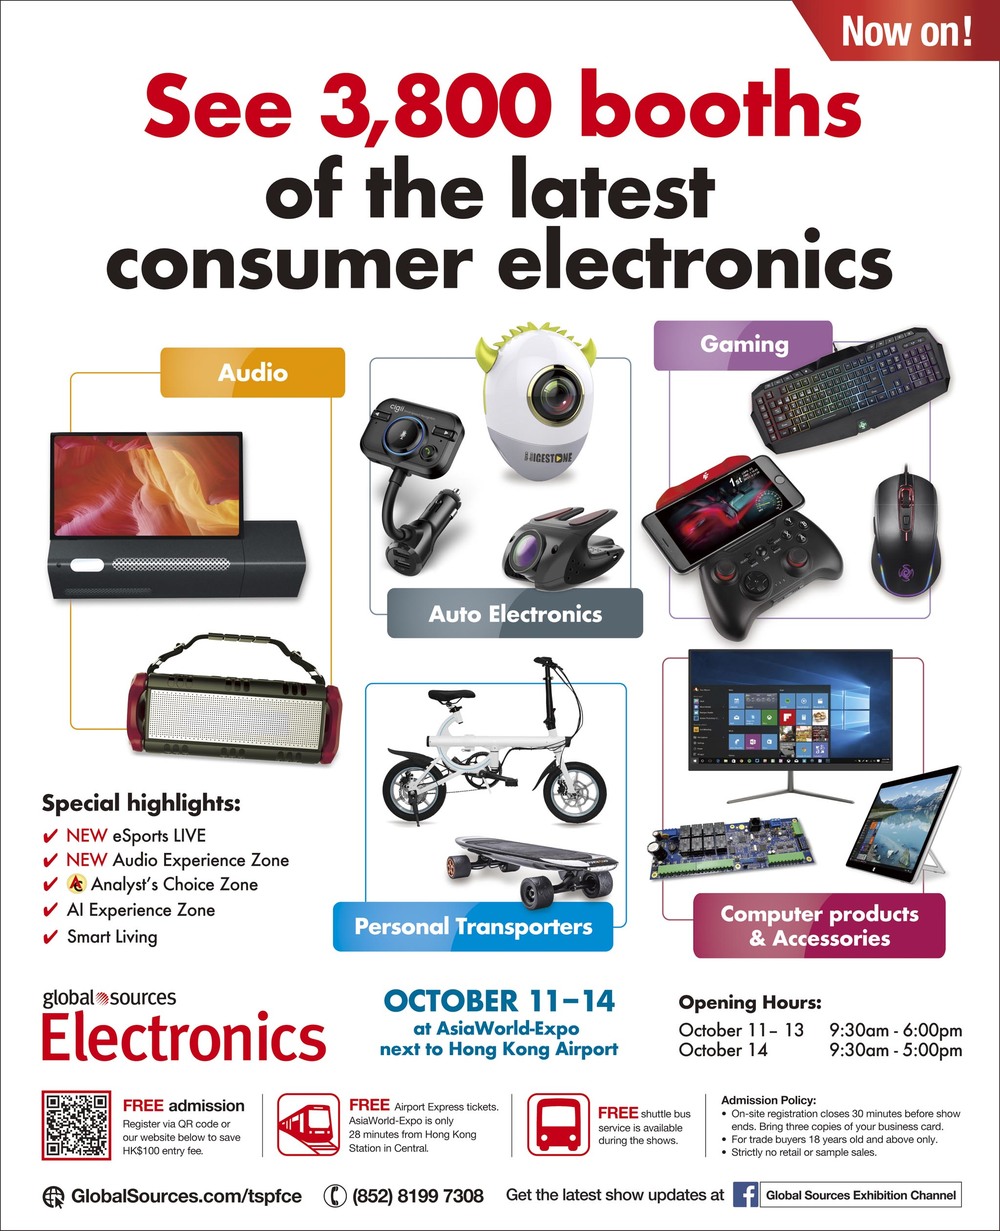 Now on!
See 3,800 booths
of the latest
consumer electronics
Audio
Gaming
cigii
BIGESTONE
1st
Auto Electronics
Special highlights:
✔ NEW eSports LIVE
✔ NEW Audio Experience Zone
✔ AC Analyst's Choice Zone
✔ AI Experience Zone
✔ Smart Living
Personal Transporters
Computer products
& Accessories
global sources
Electronics
OCTOBER 11–14
at AsiaWorld-Expo
next to Hong Kong Airport
Opening Hours:
October 11– 13 9:30am - 6:00pm
October 14 9:30am - 5:00pm
FREE admission
Register via QR code or
our website below to save
HK$100 entry fee.
FREE Airport Express tickets.
AsiaWorld-Expo is only
28 minutes from Hong Kong
Station in Central.
FREE shuttle bus
service is available
during the shows.
Admission Policy:
• On-site registration closes 30 minutes before show
ends. Bring three copies of your business card.
• For trade buyers 18 years old and above only.
• Strictly no retail or sample sales.
GlobalSources.com/tspfce
(852) 8199 7308
Get the latest show updates at
f Global Sources Exhibition Channel